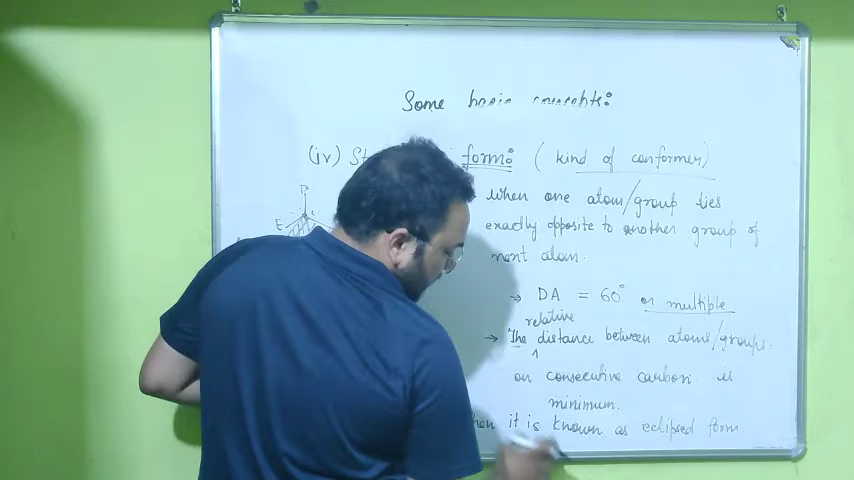 Some basic concepts:
(iv) St form: (kind of conformer)
D
E
When one atom/group lies
exactly opposite to another group of
next atom.
→ DA = 60° or multiple
relative
→ The distance between atoms/groups.
on consecutive carbon is
minimum.
hen it is known as eclipsed form.